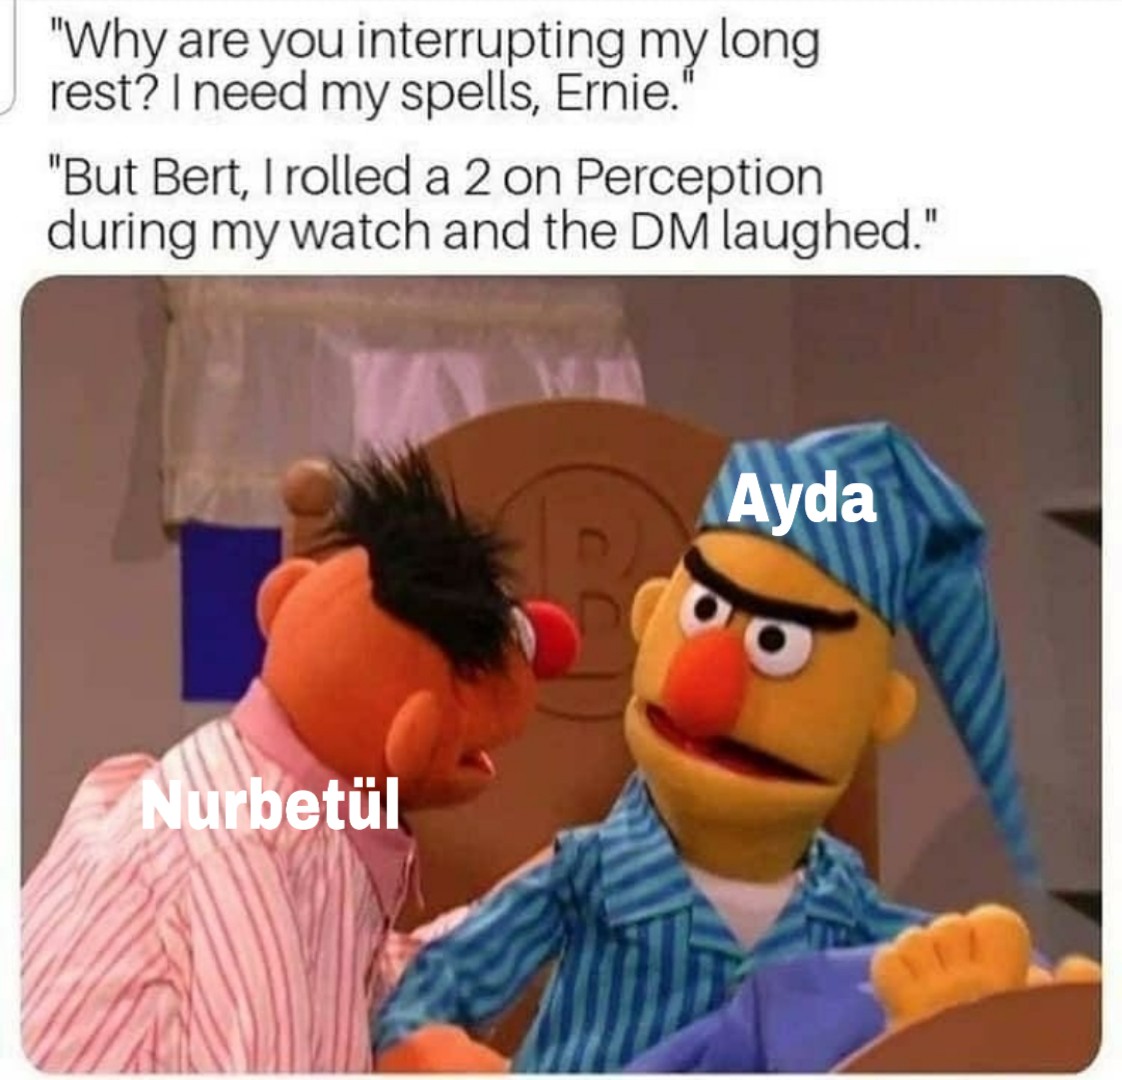 "Why are you interrupting my long
rest? I need my spells, Ernie."
"But Bert, I rolled a 2 on Perception
during my watch and the DM laughed."
Ayda
B
Nurbetül